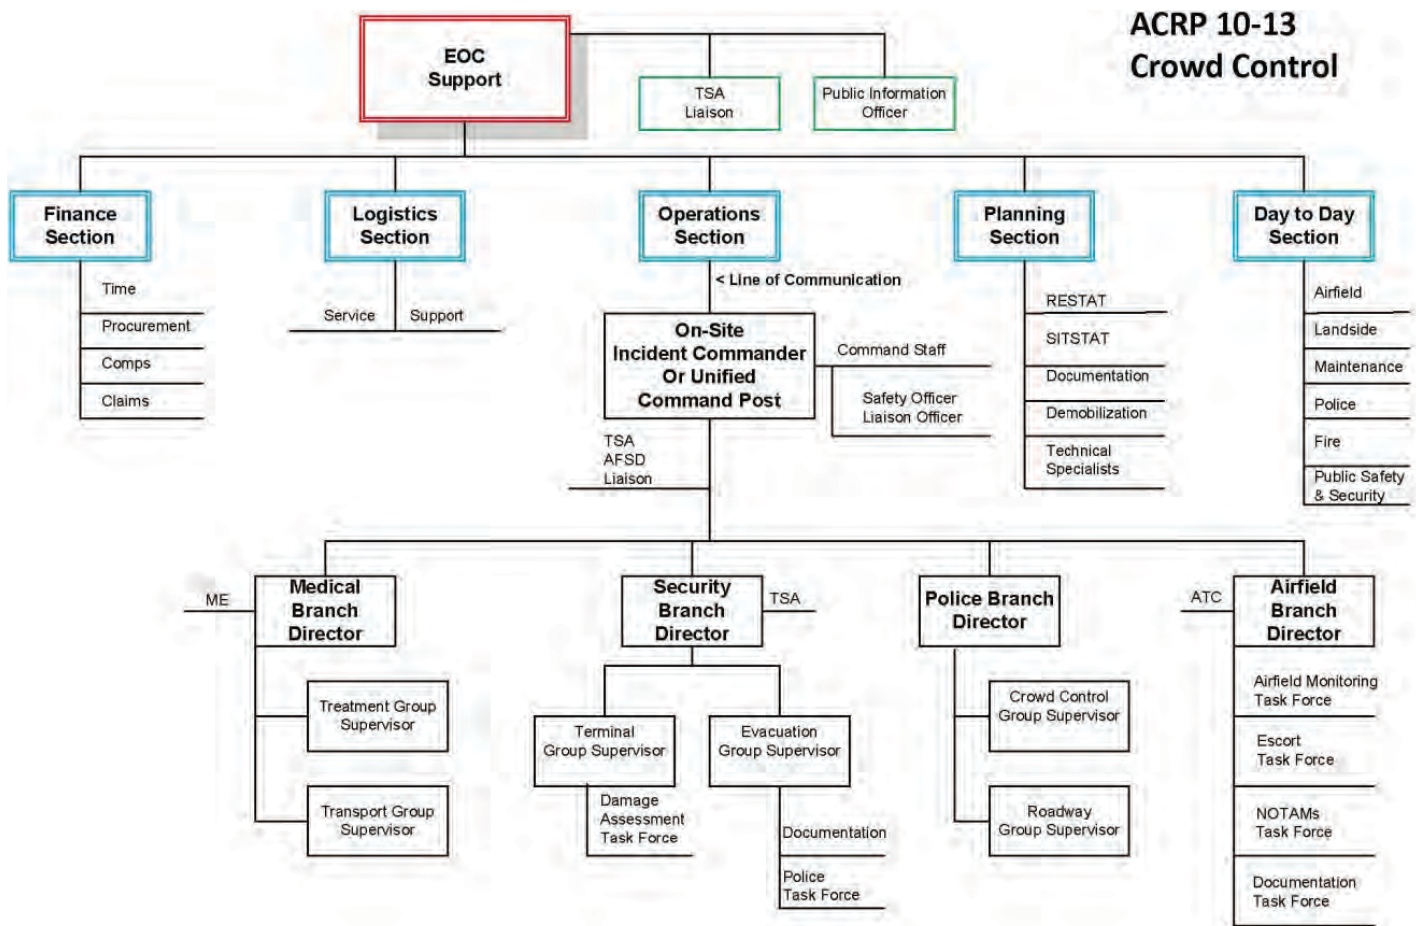 ACRP 10-13
Crowd Control
EOC
Support
TSA
Liaison
Public Information
Officer
Finance
Section
Logistics
Section
Operations
Section
Planning
Section
Day to Day
Section
< Line of Communication
Time
Procurement
Comps
Claims
Service
Support
On-Site
Incident Commander
Or Unified
Command Post
Command Staff
Safety Officer
Liaison Officer
TSA
AFSD
Liaison
RESTAT
SITSTAT
Documentation
Demobilization
Technical
Specialists
Airfield
Landside
Maintenance
Police
Fire
Public Safety
& Security
ME
Medical
Branch
Director
Security
Branch
Director
TSA
Police Branch
Director
ATC
Airfield
Branch
Director
Treatment Group
Supervisor
Transport Group
Supervisor
Terminal
Group Supervisor
Damage
Assessment
Task Force
Evacuation
Group Supervisor
Documentation
Police
Task Force
Crowd Control
Group Supervisor
Roadway
Group Supervisor
Airfield Monitoring
Task Force
Escort
Task Force
NOTAMs
Task Force
Documentation
Task Force